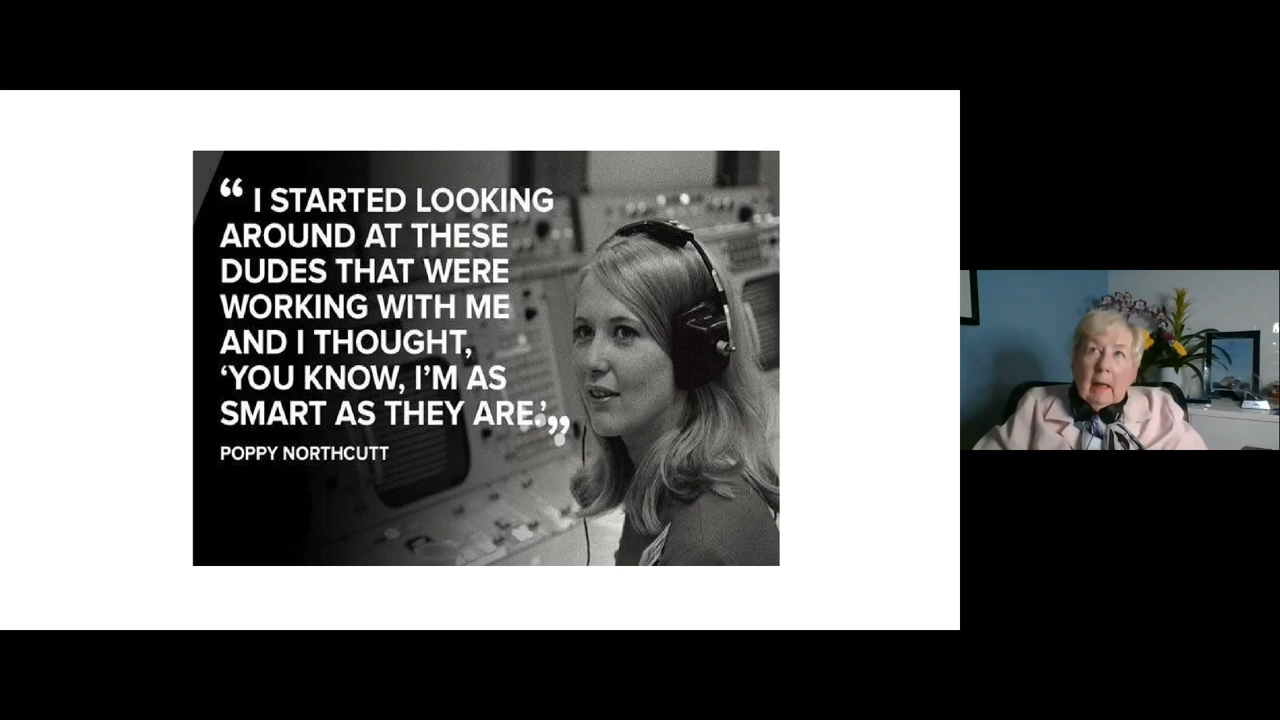 “ I STARTED LOOKING
AROUND AT THESE
DUDES THAT WERE
WORKING WITH ME
AND I THOUGHT,
‘YOU KNOW, I’M AS
SMART AS THEY ARE.’„
POPPY NORTHCUTT